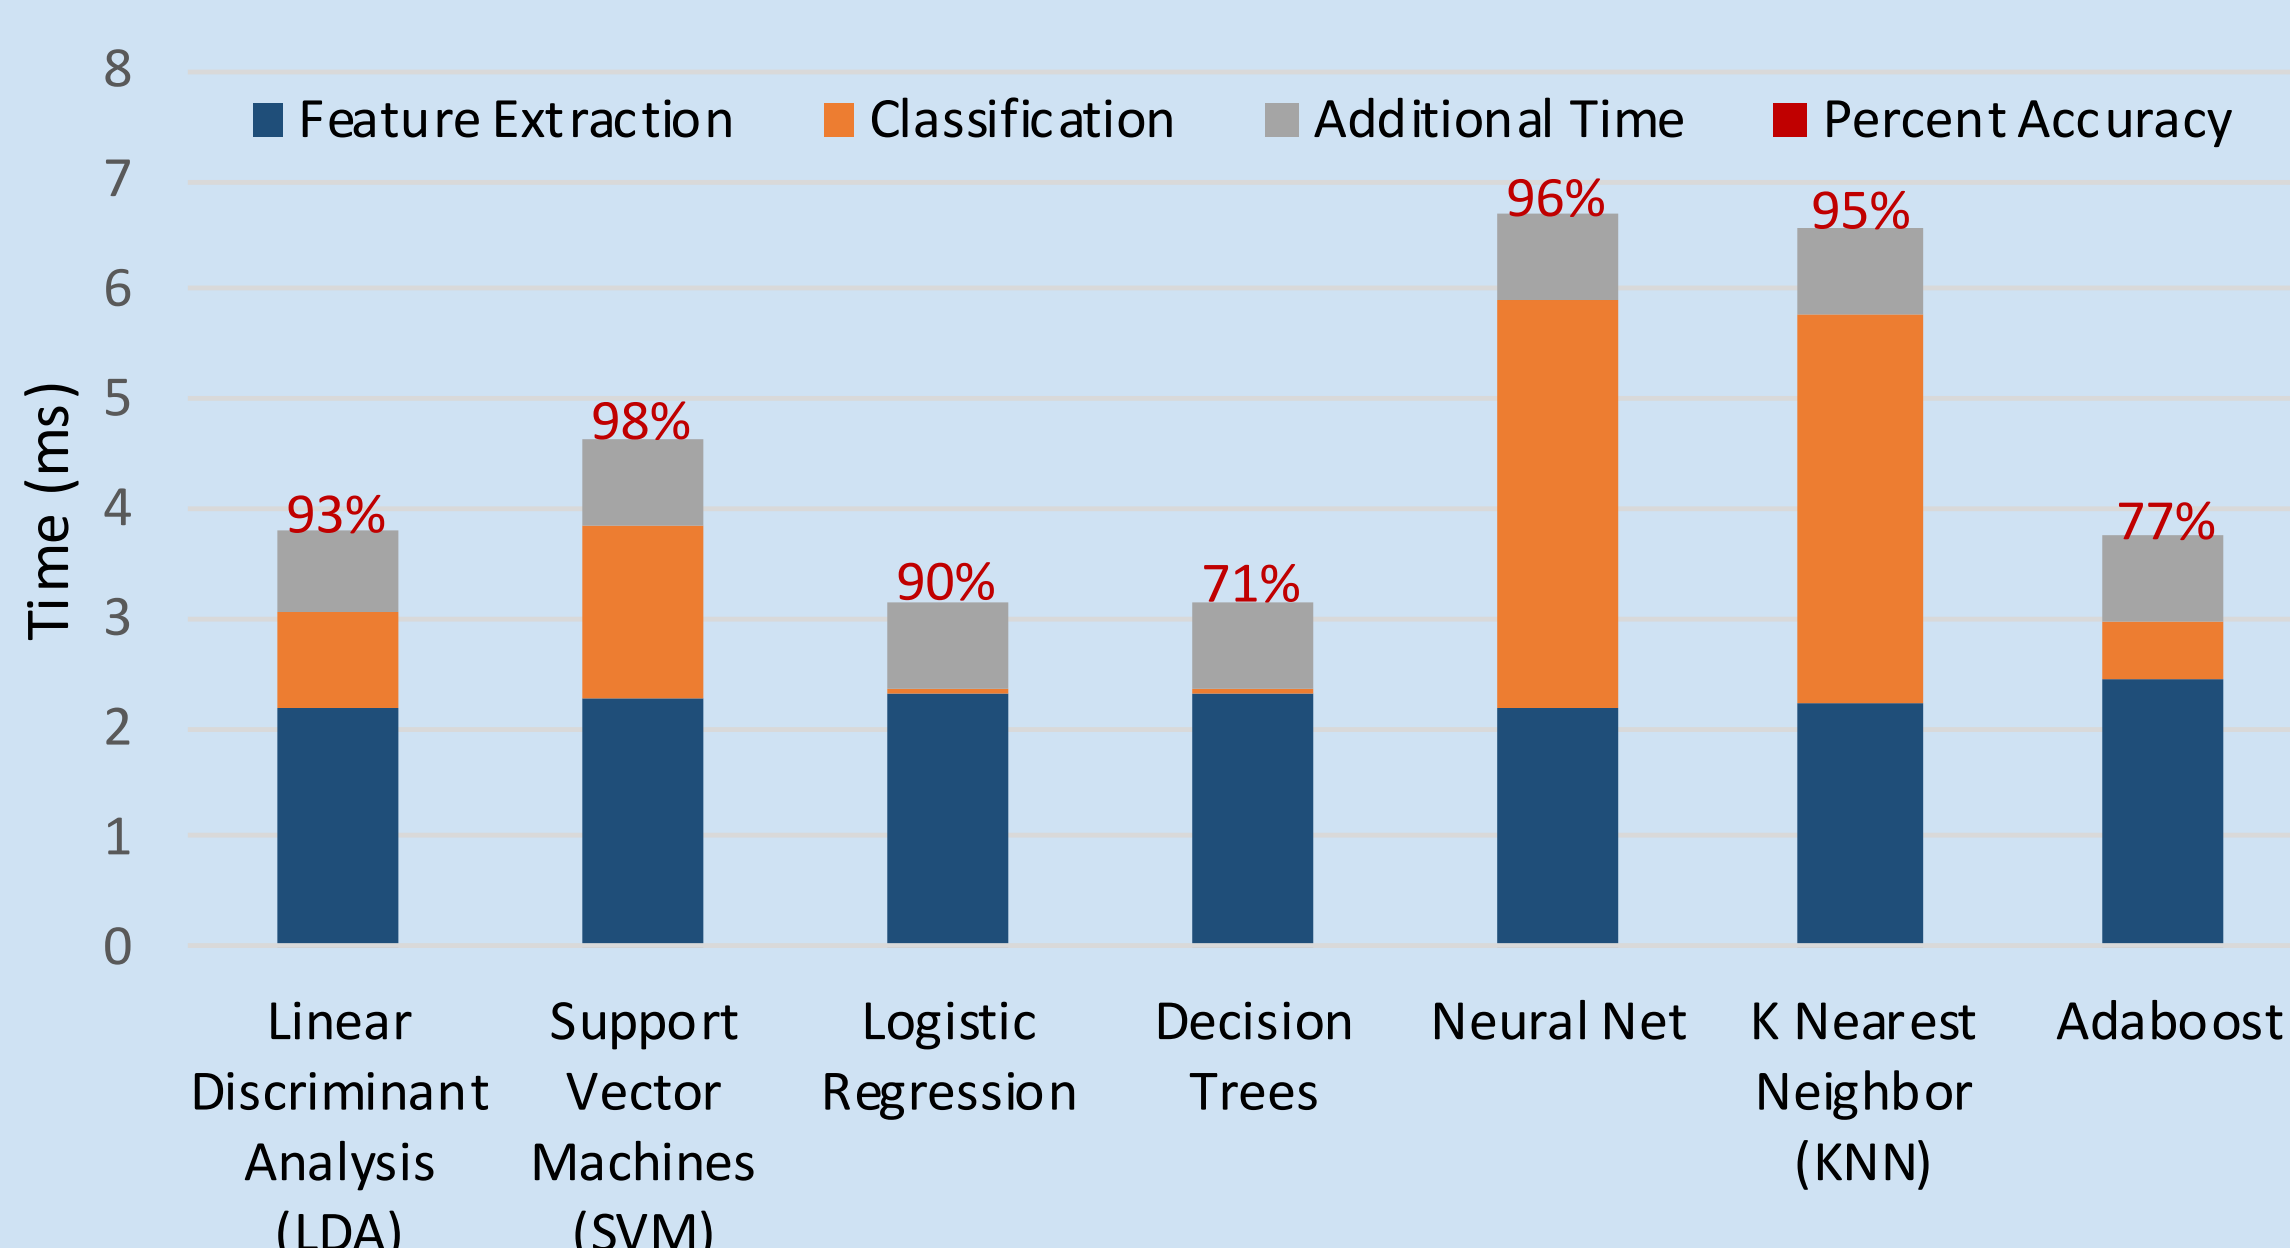 8
Feature Extraction Classification Additional Time Percent Accuracy
7
96%
95%
6
5
98%
4
93%
77%
90%
71%
3
2
1
0
Time (ms)
Linear
Discriminant
Analysis
(LDA)
Support
Vector
Machines
(SVM)
Logistic
Regression
Decision
Trees
Neural Net
K Nearest
Neighbor
(KNN)
Adaboost